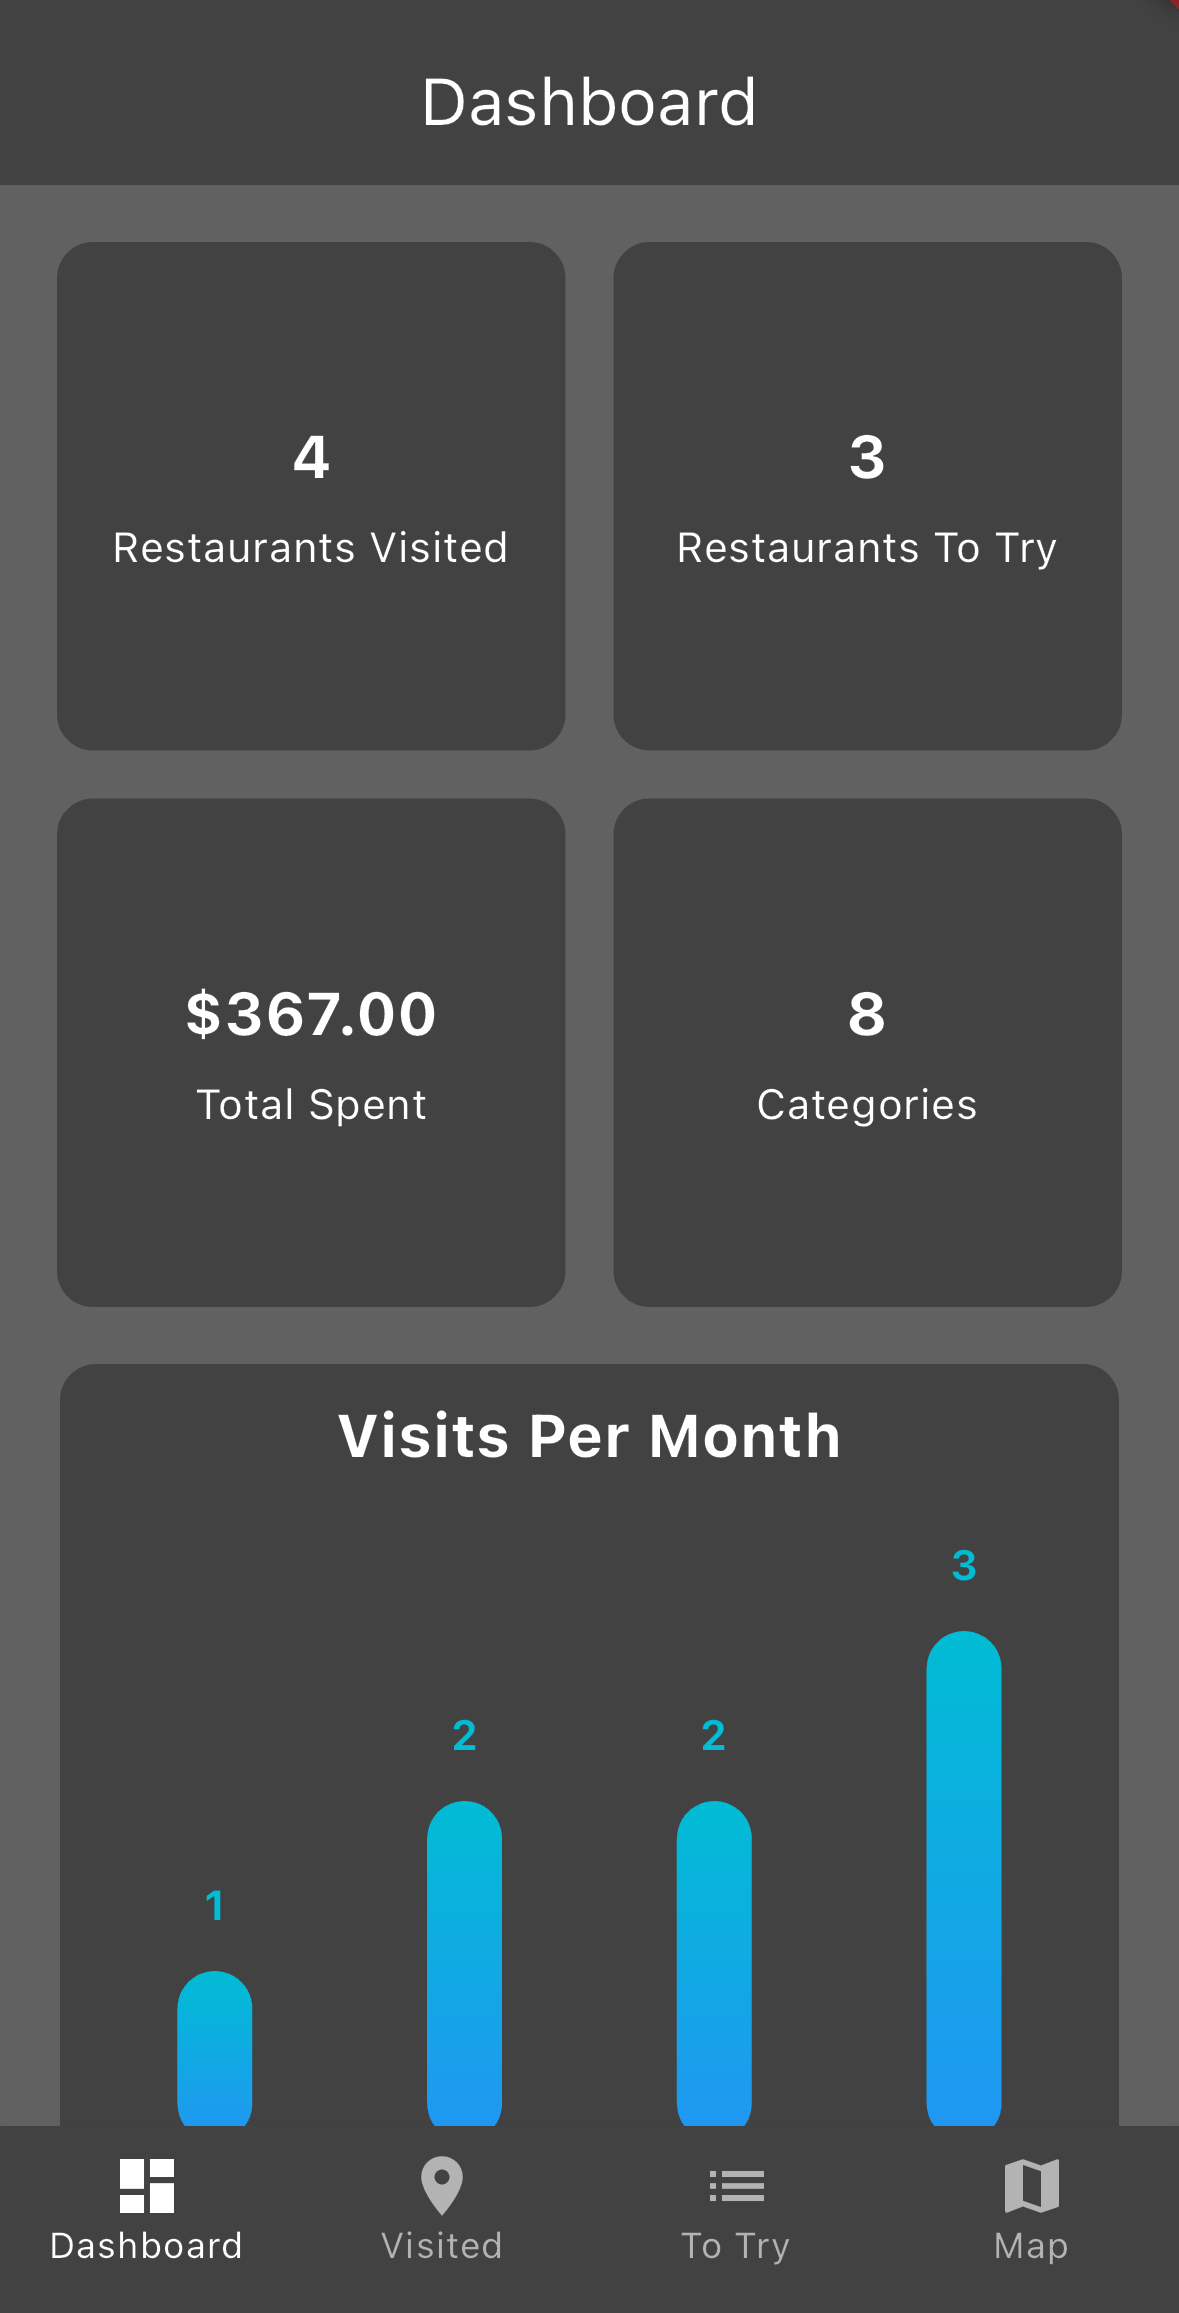 Dashboard
4
Restaurants Visited
3
Restaurants To Try
$367.00
Total Spent
8
Categories
Visits Per Month
1
2
2
3
Dashboard
Visited
To Try
Map